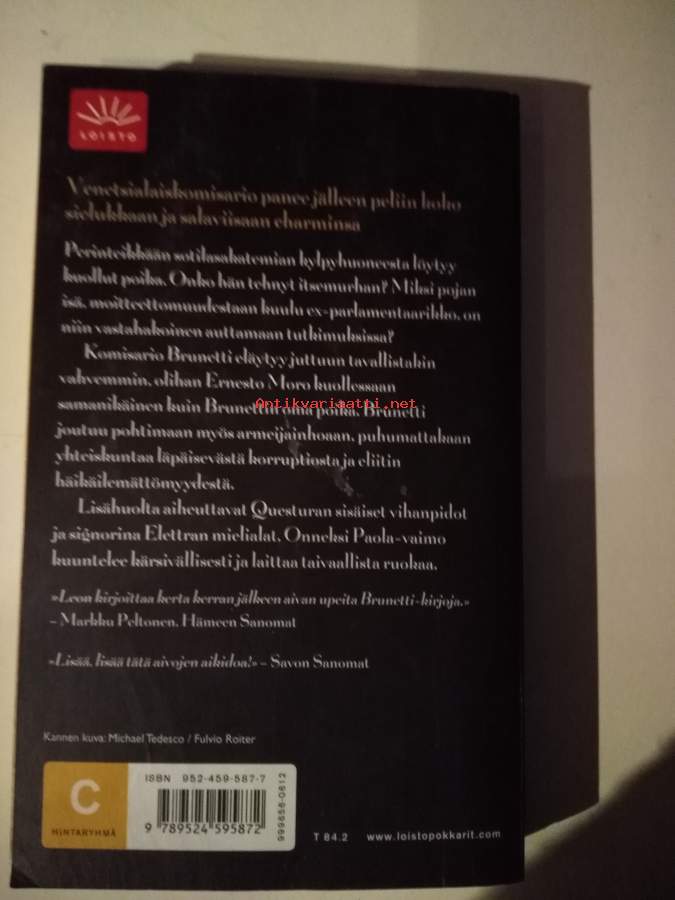 LOISTO
Venetsialaiskomisario panee jälleen peliin koko
sielukkaan ja salaviisaan charminsa
Perinteikkään sotilasakatemian kylpyhuoneesta löytyy
kuollut poika. Onko hän tehnyt itsemurhan? Miksi pojan
isä, moitteettomuudestaan kuulu ex-parlamentaarikko, on
niin vastahakoinen auttamaan tutkimuksissa?
Komisario Brunetti eläytyy juttuun tavallistakin
vahvemmin, olihan Ernesto Moro kuollessaan
samanikäinen kuin Brunettin oma poika. Brunetti
Antikvariaatti.net
joutuu pohtimaan myös armeijainhoaan, puhumattakaan
yhteiskuntaa läpäisevästä korruptiosta ja eliitin
häikäilemättömyydestä.
Lisähuolta aiheuttavat Questuran sisäiset vihanpidot
ja signorina Elettran mielialat. Onneksi Paola-vaimo
kuuntelee kärsivällisesti ja laittaa taivaallista ruokaa.
»Leon kirjoittaa kerta kerran jälkeen aivan upeita Brunetti-kirjoja.»
– Markku Peltonen, Hämeen Sanomat
»Lisää, lisää tätä aivojen aikidoa!» – Savon Sanomat
Kannen kuva: Michael Tedesco / Fulvio Roiter
C
HINTARYHMÄ
ISBN 952-459-587-7
9 789524 595872
999656-0612
T 84.2 www.loistopokkarit.com